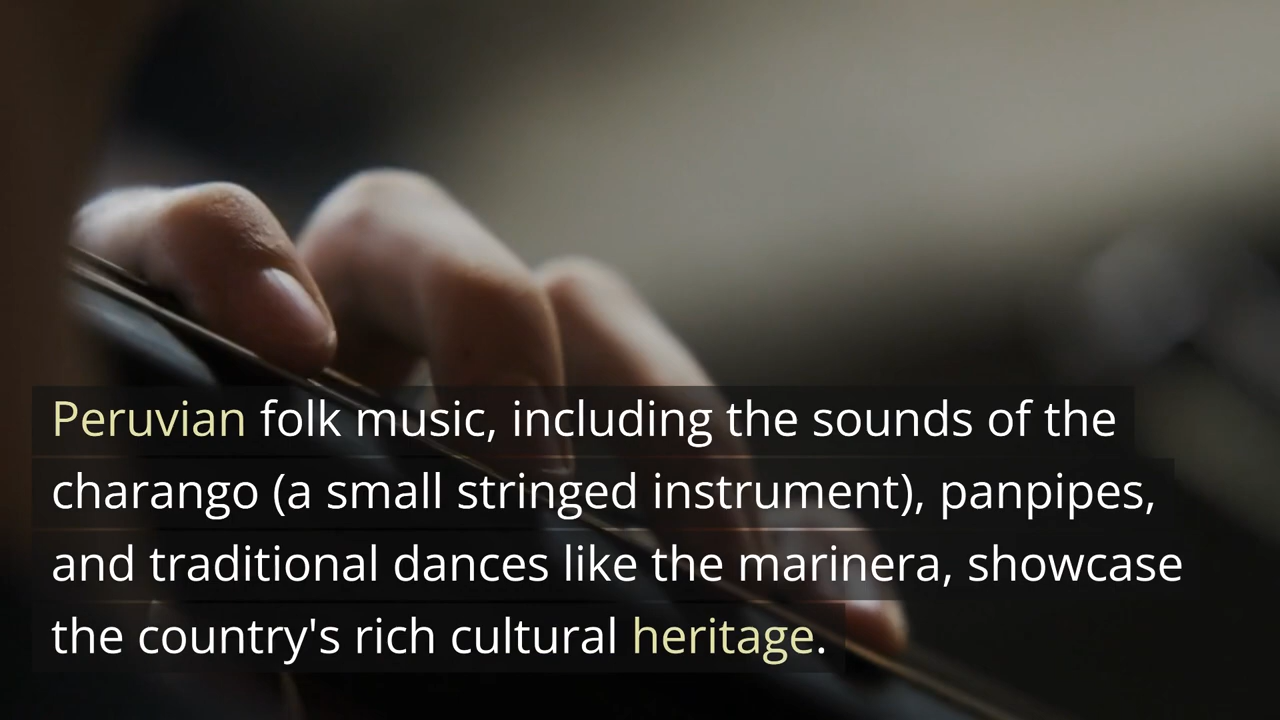 Peruvian folk music, including the sounds of the
charango (a small stringed instrument), panpipes,
and traditional dances like the marinera, showcase
the country's rich cultural heritage.